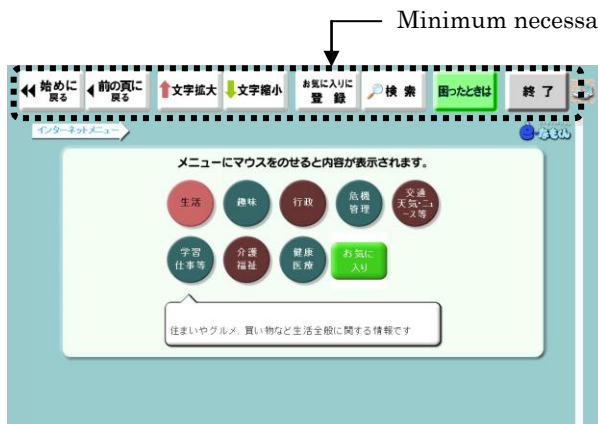 Minimum necessa
始めに
戻る
前の頁に
戻る
文字拡大
文字縮小
お気に入りに
登 録
検 索
困ったときは
終 了
インターネットメニュー
e-なもくん
メニューにマウスをのせると内容が表示されます。
生活
趣味
行政
危機
管理
交通
天気・ニュ
ース等
学習
仕事等
介護
福祉
健康
医療
お気に
入り
住まいやグルメ、買い物など生活全般に関する情報です